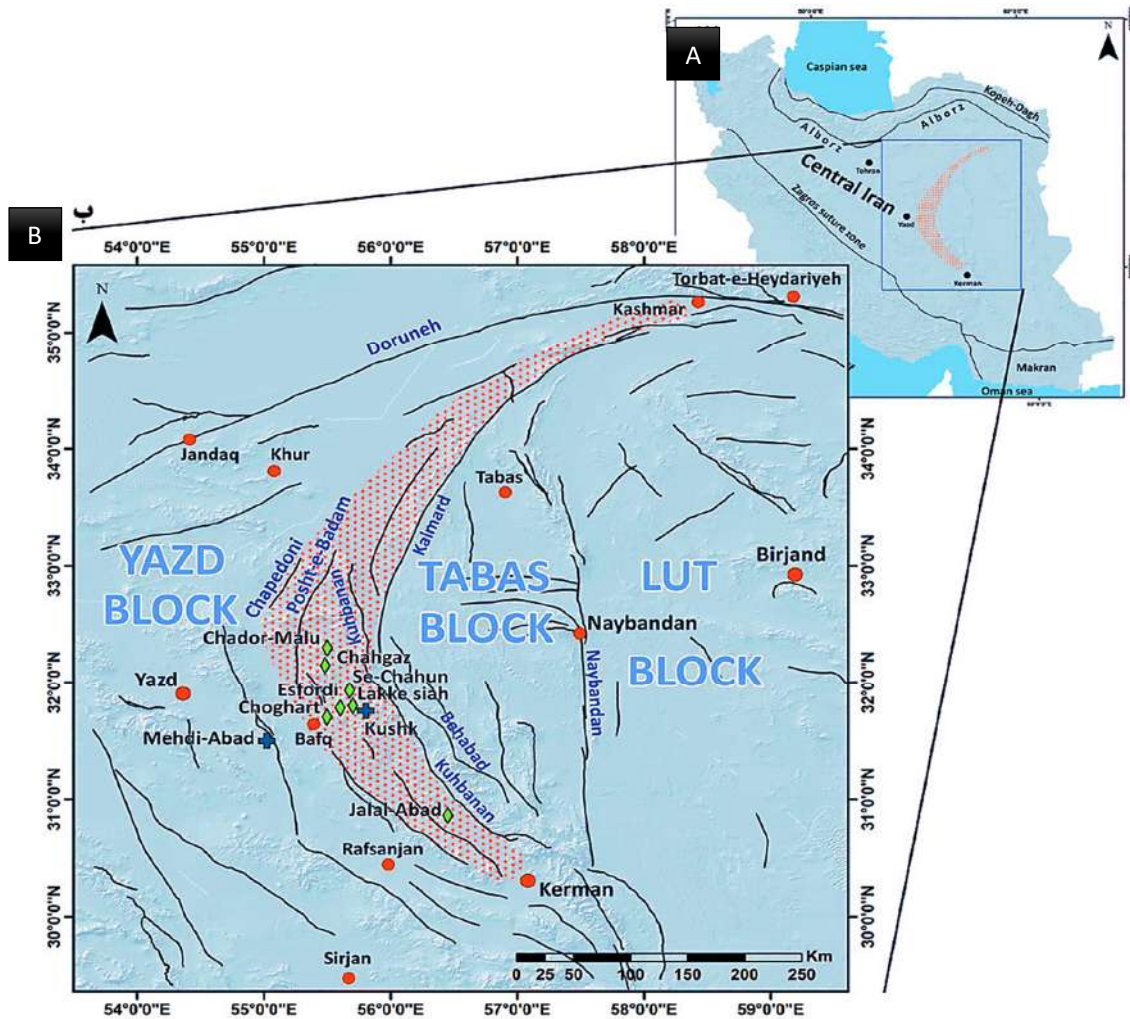 A
N
Caspian sea
Kopeh-Dagh
Alborz
Alborz
Tehran
Central Iran
Yazd
Zagros suture zone
Kerman
Makran
Oman sea
B
ب
54°0'0"E 55°0'0"E 56°0'0"E 57°0'0"E 58°0'0"E
N
Torbat-e-Heydariyeh
Kashmar
Doruneh
35°0'0"N
35°0'0"N
34°0'0"N
34°0'0"N
Jandaq
Khur
Tabas
Kalmard
Posht-e-Badam
Chapedoni
Kuhbanan
YAZD
BLOCK
TABAS
BLOCK
LUT
BLOCK
Birjand
33°0'0"N
33°0'0"N
Naybandan
Naybandan
Chador-Malu
Chahgaz
Se-Chahun
Esfordi
Lakke siah
Choghart
Kushk
Yazd
32°0'0"N
32°0'0"N
Mehdi-Abad
Bafq
Behabad
Kuhbanan
Jalal-Abad
31°0'0"N
31°0'0"N
Rafsanjan
Kerman
30°0'0"N
30°0'0"N
Sirjan
0 25 50 100 150 200 250 Km
54°0'0"E 55°0'0"E 56°0'0"E 57°0'0"E 58°0'0"E 59°0'0"E